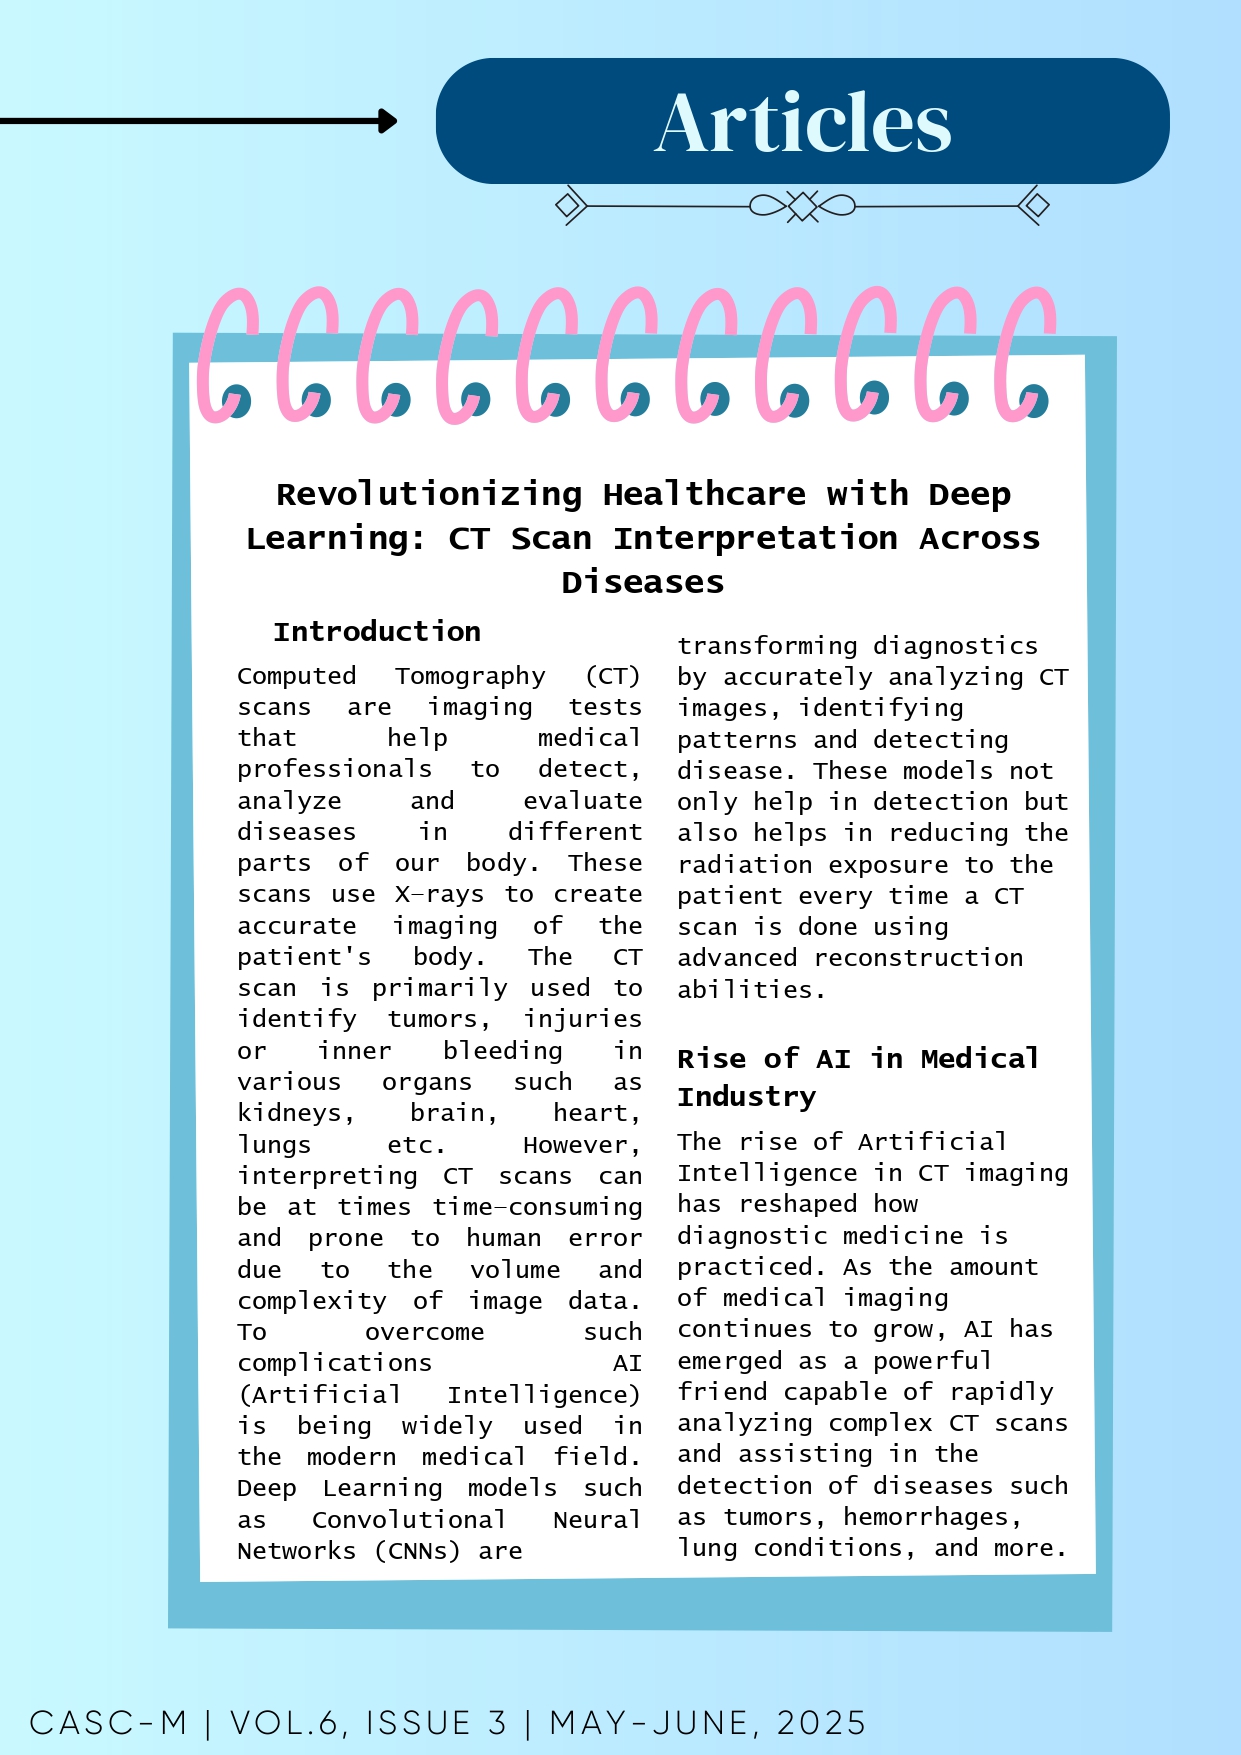 Articles
Revolutionizing Healthcare with Deep
Learning: CT Scan Interpretation Across
Diseases
Introduction
Computed Tomography (CT)
scans are imaging tests
that help medical
professionals to detect,
analyze and evaluate
diseases in different
parts of our body. These
scans use X-rays to create
accurate imaging of the
patient's body. The CT
scan is primarily used to
identify tumors, injuries
or inner bleeding in
various organs such as
kidneys, brain, heart,
lungs etc. However,
interpreting CT scans can
be at times time-consuming
and prone to human error
due to the volume and
complexity of image data.
To overcome such
complications AI
(Artificial Intelligence)
is being widely used in
the modern medical field.
Deep Learning models such
as Convolutional Neural
Networks (CNNs) are
transforming diagnostics
by accurately analyzing CT
images, identifying
patterns and detecting
disease. These models not
only help in detection but
also helps in reducing the
radiation exposure to the
patient every time a CT
scan is done using
advanced reconstruction
abilities.
Rise of AI in Medical
Industry
The rise of Artificial
Intelligence in CT imaging
has reshaped how
diagnostic medicine is
practiced. As the amount
of medical imaging
continues to grow, AI has
emerged as a powerful
friend capable of rapidly
analyzing complex CT scans
and assisting in the
detection of diseases such
as tumors, hemorrhages,
lung conditions, and more.
CASC-M | VOL.6, ISSUE 3 | MAY-JUNE, 2025